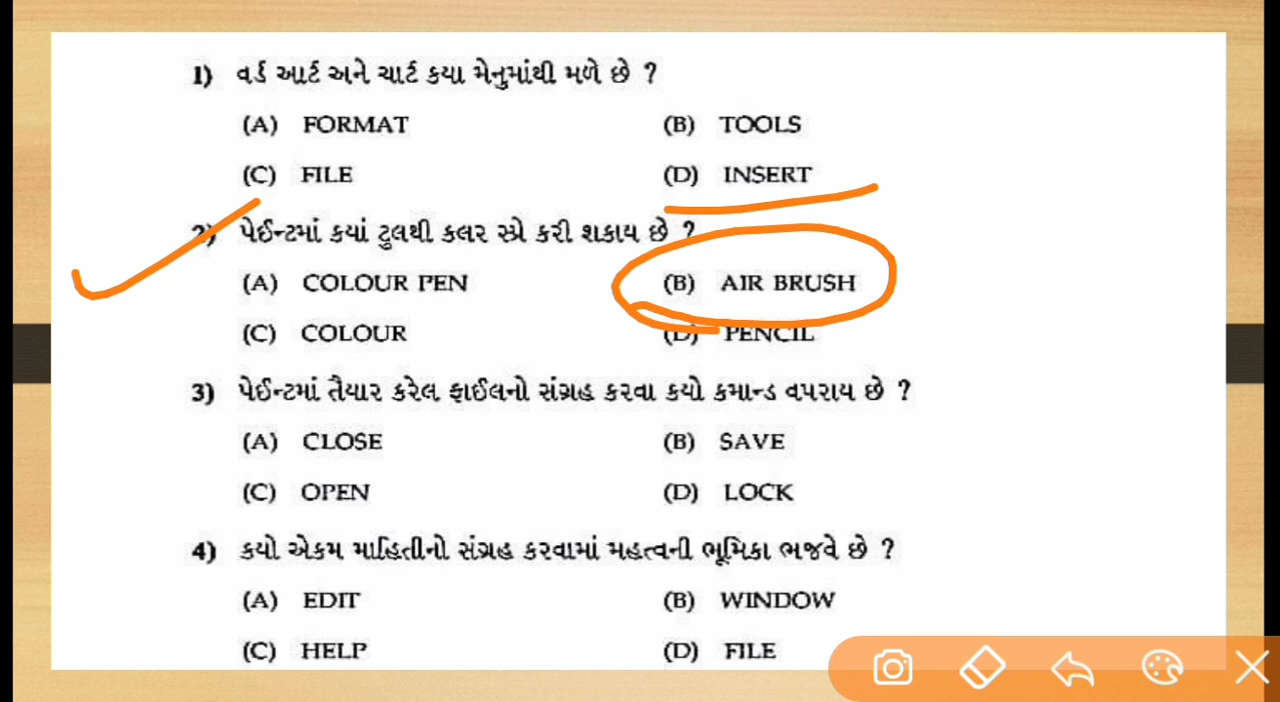 1) વર્ડ આર્ટ અને ચાર્ટ કયા મેનુમાંથી મળે છે ?
(A) FORMAT (B) TOOLS
(C) FILE (D) INSERT
2) પેઈન્ટમાં કયાં ટુલથી કલર સ્પ્રે કરી શકાય છે ?
(A) COLOUR PEN (B) AIR BRUSH
(C) COLOUR (D) PENCIL
3) પેઈન્ટમાં તૈયાર કરેલ ફાઈલનો સંગ્રહ કરવા કયો કમાન્ડ વપરાય છે ?
(A) CLOSE (B) SAVE
(C) OPEN (D) LOCK
4) કયો એકમ માહિતીનો સંગ્રહ કરવામાં મહત્વની ભૂમિકા ભજવે છે ?
(A) EDIT (B) WINDOW
(C) HELP (D) FILE